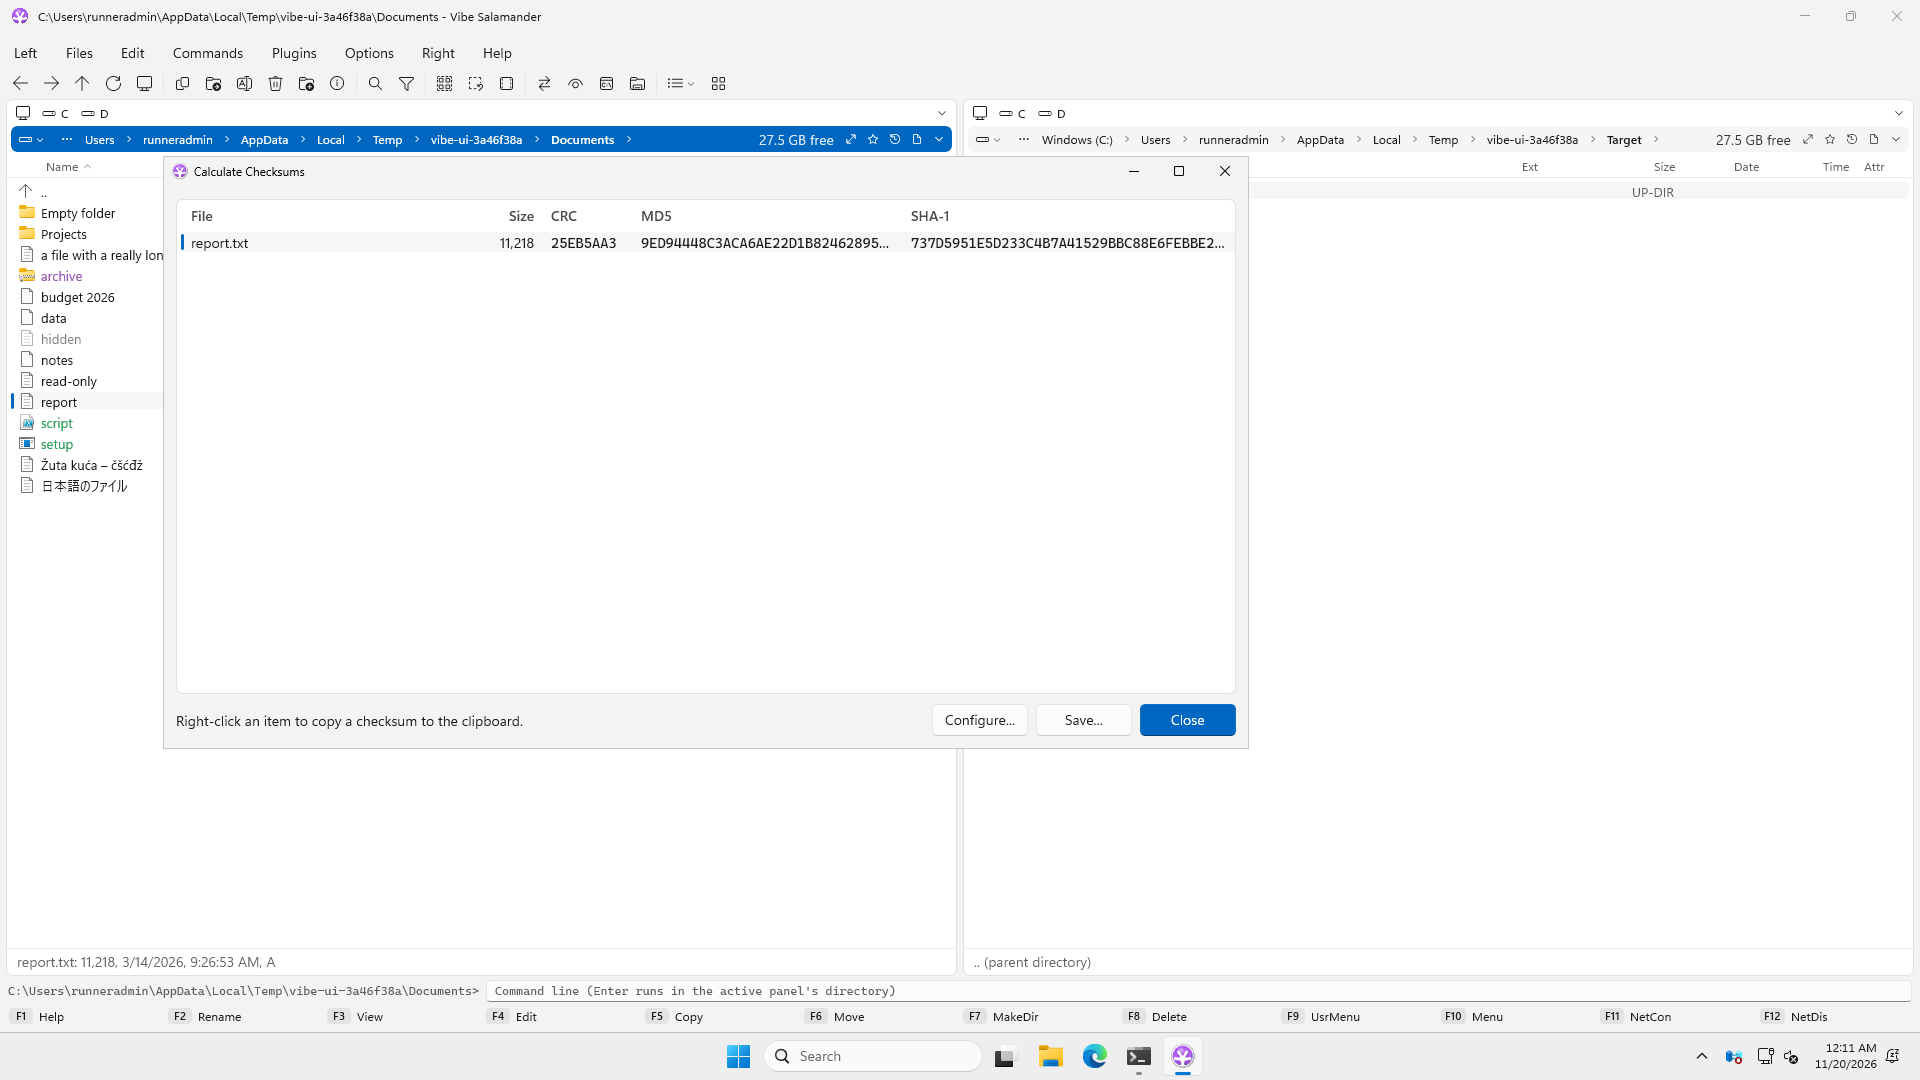 C:\Users\runneradmin\AppData\Local\Temp\vibe-ui-3a46f38a\Documents - Vibe Salamander
Left Files Edit Commands Plugins Options Right Help
C D
C D
Users runneradmin AppData Local Temp vibe-ui-3a46f38a Documents 27.5 GB free
Windows (C:) Users runneradmin AppData Local Temp vibe-ui-3a46f38a Target 27.5 GB free
Name
Ext Size Date Time Attr
..
UP-DIR
Empty folder
Projects
a file with a really lon
archive
budget 2026
data
hidden
notes
read-only
report
script
setup
Žuta kuća – čšćđž
日本語のファイル
Calculate Checksums
File Size CRC MD5 SHA-1
report.txt 11,218 25EB5AA3 9ED94448C3ACA6AE22D1B82462895... 737D5951E5D233C4B7A41529BBC88E6FEBBE2...
Right-click an item to copy a checksum to the clipboard.
Configure... Save... Close
report.txt: 11,218, 3/14/2026, 9:26:53 AM, A
.. (parent directory)
C:\Users\runneradmin\AppData\Local\Temp\vibe-ui-3a46f38a\Documents> Command line (Enter runs in the active panel's directory)
F1 Help F2 Rename F3 View F4 Edit F5 Copy F6 Move F7 MakeDir F8 Delete F9 UsrMenu F10 Menu F11 NetCon F12 NetDis
Search
12:11 AM
11/20/2026